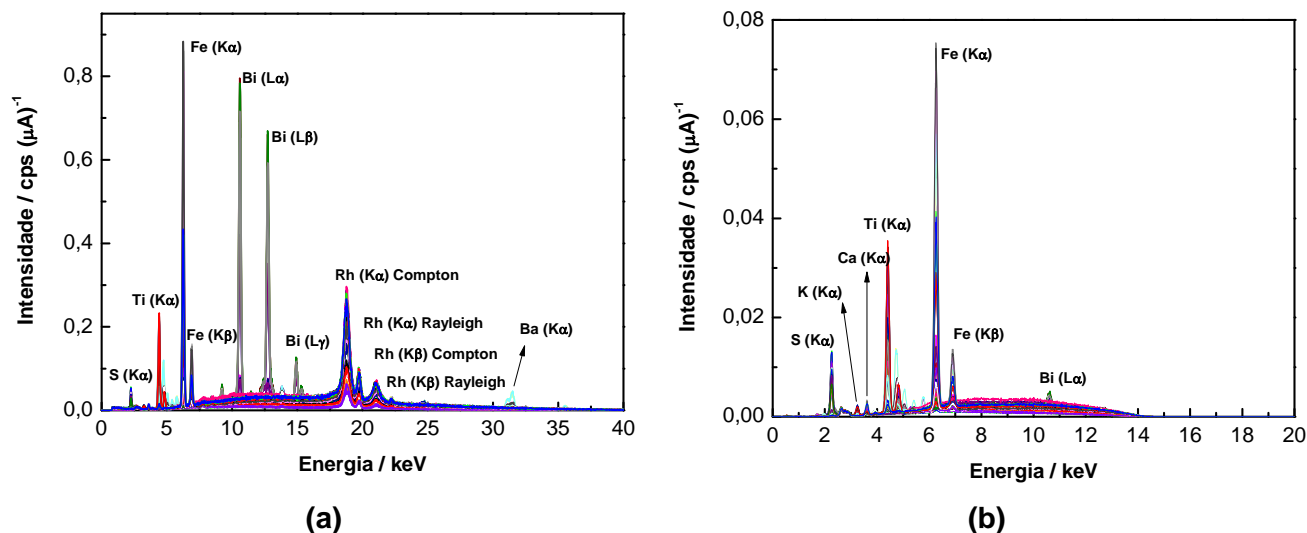 Intensidade / cps (μA)⁻¹
0,8
0,6
0,4
0,2
0,0
Fe (Kα)
Bi (Lα)
Bi (Lβ)
Rh (Kα) Compton
Ti (Kα)
Rh (Kα) Rayleigh
Ba (Kα)
Fe (Kβ)
Bi (Lγ)
Rh (Kβ) Compton
S (Kα)
Rh (Kβ) Rayleigh
0 5 10 15 20 25 30 35 40
Energia / keV
(a)
Intensidade / cps (μA)⁻¹
0,08
0,06
0,04
0,02
0,00
Fe (Kα)
Ti (Kα)
Ca (Kα)
K (Kα)
S (Kα)
Fe (Kβ)
Bi (Lα)
0 2 4 6 8 10 12 14 16 18 20
Energia / keV
(b)